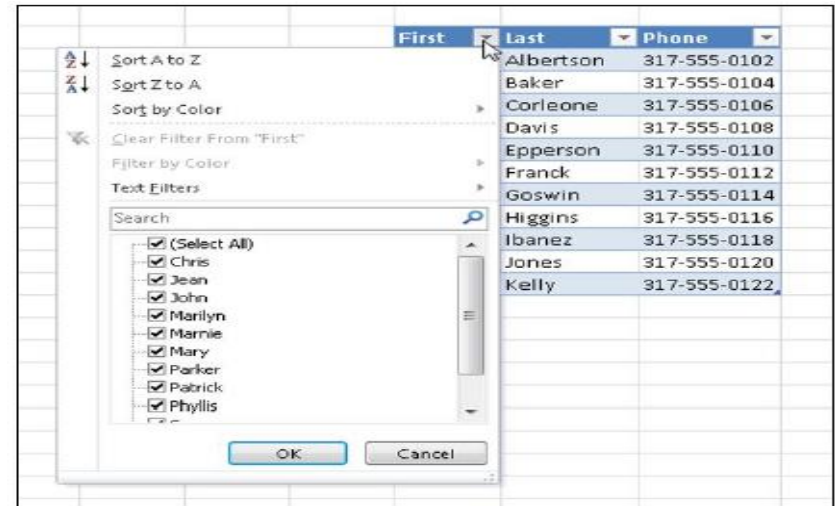 First Last Phone
Sort A to Z
Sort Z to A
Sort by Color
Clear Filter From "First"
Filter by Color
Text Filters
Search
(Select All)
Chris
Jean
John
Marilyn
Marnie
Mary
Parker
Patrick
Phyllis
OK Cancel
Albertson 317-555-0102
Baker 317-555-0104
Corleone 317-555-0106
Davis 317-555-0108
Epperson 317-555-0110
Franck 317-555-0112
Goswin 317-555-0114
Higgins 317-555-0116
Ibanez 317-555-0118
Jones 317-555-0120
Kelly 317-555-0122